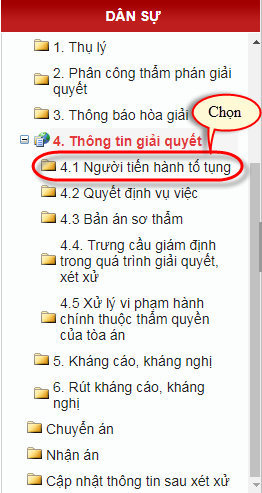 DÂN SỰ
1. Thụ lý
2. Phân công thẩm phán giải
quyết
3. Thông báo hòa giải
Chọn
4. Thông tin giải quyết
4.1 Người tiến hành tố tụng
4.2 Quyết định vụ việc
4.3 Bản án sơ thẩm
4.4. Trưng cầu giám định
trong quá trình giải quyết,
xét xử
4.5 Xử lý vi phạm hành
chính thuộc thẩm quyền
của tòa án
5. Kháng cáo, kháng nghị
6. Rút kháng cáo, kháng
nghị
Chuyển án
Nhận án
Cập nhật thông tin sau xét xử